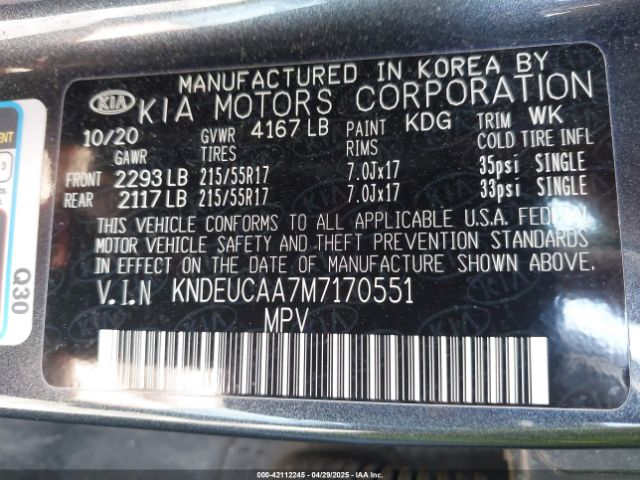 MANUFACTURED IN KOREA BY
KIA KIA MOTORS CORPORATION
10/20 GVWR 4167 LB PAINT KDG TRIM WK
GAWR TIRES RIMS COLD TIRE INFL
FRONT 2293 LB 215/55R17 7.0Jx17 35psi SINGLE
REAR 2117 LB 215/55R17 7.0Jx17 33psi SINGLE
THIS VEHICLE CONFORMS TO ALL APPLICABLE U.S.A. FEDERAL
MOTOR VEHICLE SAFETY AND THEFT PREVENTION STANDARDS
IN EFFECT ON THE DATE OF MANUFACTURE SHOWN ABOVE.
V.I.N KNDEUCAA7M7170551
MPV
Q30
3
000-42112245 - 04/29/2025 - IAAI.COM